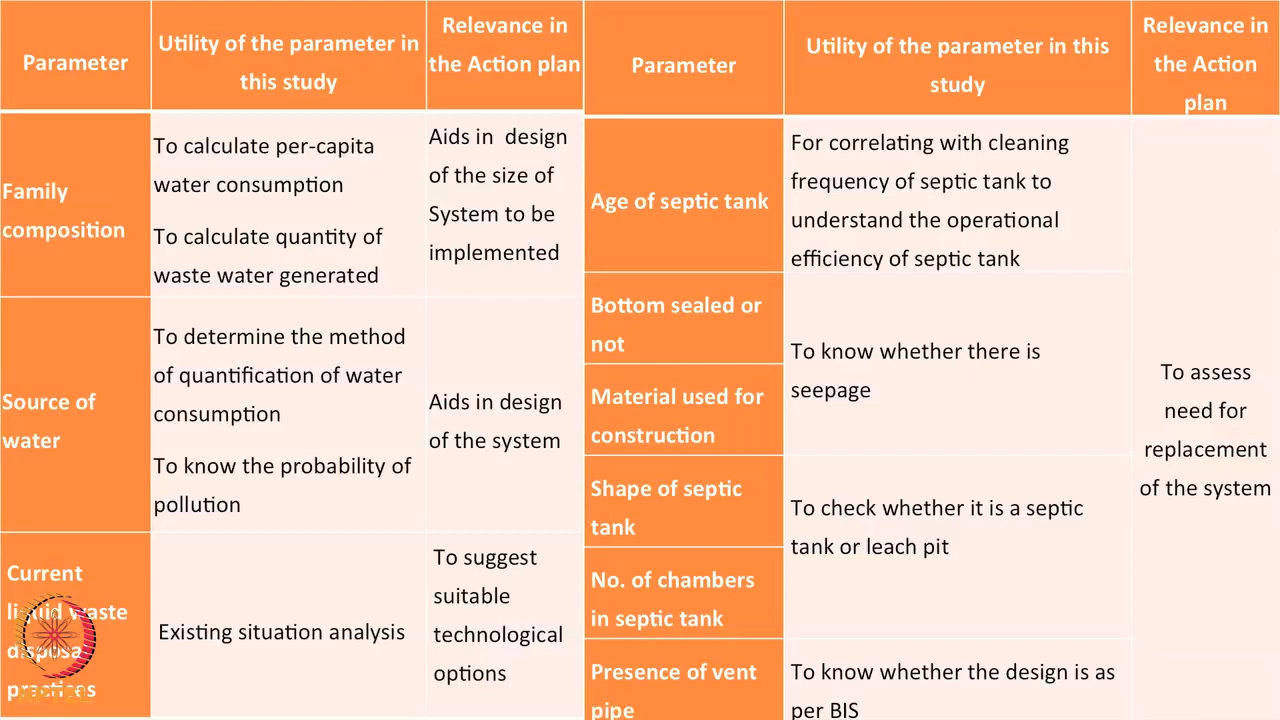 Parameter
Utility of the parameter in
this study
Relevance in
the Action plan
Family
composition
To calculate per-capita
water consumption
To calculate quantity of
waste water generated
Aids in design
of the size of
System to be
implemented
Source of
water
To determine the method
of quantification of water
consumption
To know the probability of
pollution
Aids in design
of the system
Current
liquid waste
disposal
practices
Existing situation analysis
To suggest
suitable
technological
options
Parameter
Utility of the parameter in this
study
Relevance in
the Action
plan
Age of septic tank
For correlating with cleaning
frequency of septic tank to
understand the operational
efficiency of septic tank
Bottom sealed or
not
Material used for
construction
To know whether there is
seepage
Shape of septic
tank
No. of chambers
in septic tank
To check whether it is a septic
tank or leach pit
Presence of vent
pipe
To know whether the design is as
per BIS
To assess
need for
replacement
of the system